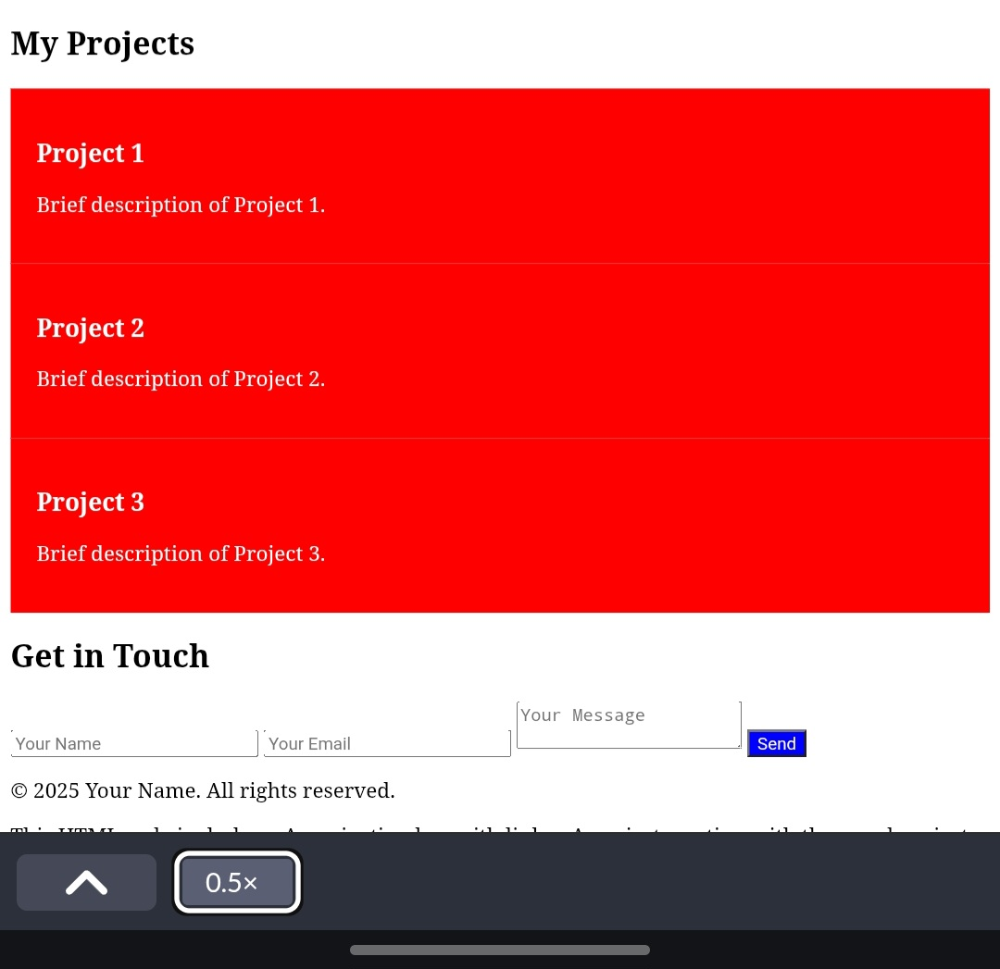 My Projects
Project 1
Brief description of Project 1.
Project 2
Brief description of Project 2.
Project 3
Brief description of Project 3.
Get in Touch
Your Name
Your Email
Your Message
Send
© 2025 Your Name. All rights reserved.
0.5×